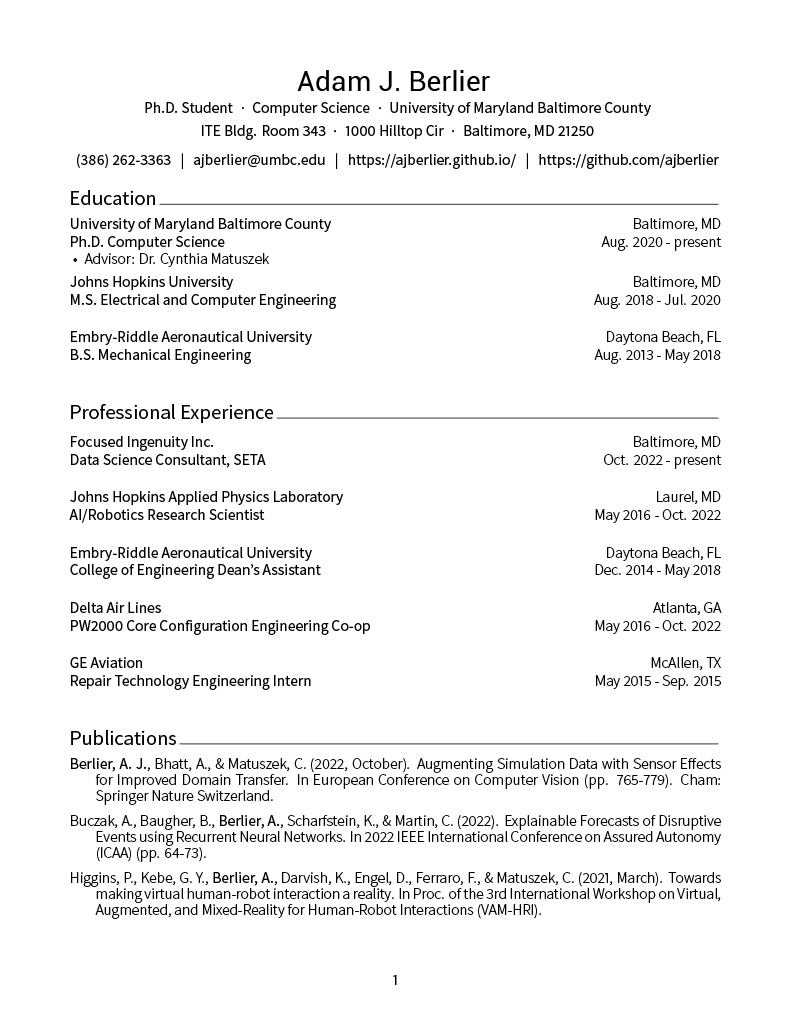 Adam J. Berlier
Ph.D. Student · Computer Science · University of Maryland Baltimore County
ITE Bldg. Room 343 · 1000 Hilltop Cir · Baltimore, MD 21250
(386) 262-3363 | ajberlier@umbc.edu | https://ajberlier.github.io/ | https://github.com/ajberlier
Education
University of Maryland Baltimore County Baltimore, MD
Ph.D. Computer Science Aug. 2020 - present
• Advisor: Dr. Cynthia Matuszek
Johns Hopkins University Baltimore, MD
M.S. Electrical and Computer Engineering Aug. 2018 - Jul. 2020
Embry-Riddle Aeronautical University Daytona Beach, FL
B.S. Mechanical Engineering Aug. 2013 - May 2018
Professional Experience
Focused Ingenuity Inc. Baltimore, MD
Data Science Consultant, SETA Oct. 2022 - present
Johns Hopkins Applied Physics Laboratory Laurel, MD
AI/Robotics Research Scientist May 2016 - Oct. 2022
Embry-Riddle Aeronautical University Daytona Beach, FL
College of Engineering Dean's Assistant Dec. 2014 - May 2018
Delta Air Lines Atlanta, GA
PW2000 Core Configuration Engineering Co-op May 2016 - Oct. 2022
GE Aviation McAllen, TX
Repair Technology Engineering Intern May 2015 - Sep. 2015
Publications
Berlier, A. J., Bhatt, A., & Matuszek, C. (2022, October). Augmenting Simulation Data with Sensor Effects
for Improved Domain Transfer. In European Conference on Computer Vision (pp. 765-779). Cham:
Springer Nature Switzerland.
Buczak, A., Baugher, B., Berlier, A., Scharfstein, K., & Martin, C. (2022). Explainable Forecasts of Disruptive
Events using Recurrent Neural Networks. In 2022 IEEE International Conference on Assured Autonomy
(ICAA) (pp. 64-73).
Higgins, P., Kebe, G. Y., Berlier, A., Darvish, K., Engel, D., Ferraro, F., & Matuszek, C. (2021, March). Towards
making virtual human-robot interaction a reality. In Proc. of the 3rd International Workshop on Virtual,
Augmented, and Mixed-Reality for Human-Robot Interactions (VAM-HRI).
1